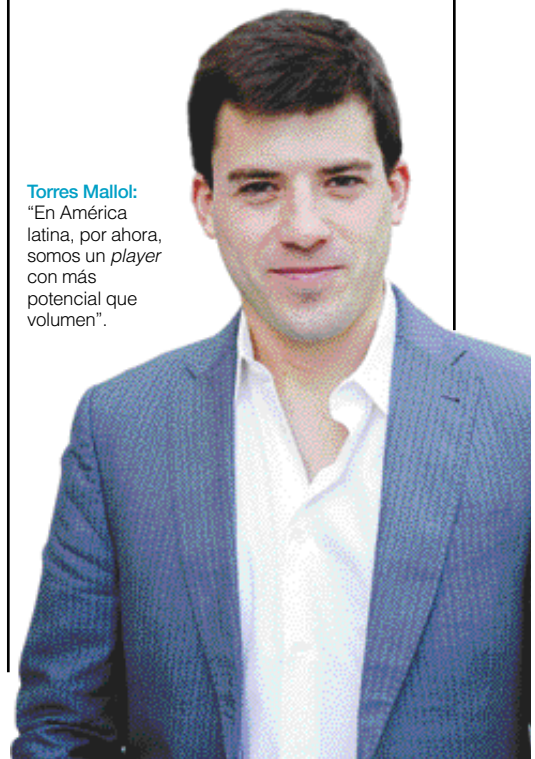 Torres Mallol:
“En América
latina, por ahora,
somos un player
con más
potencial que
volumen”.